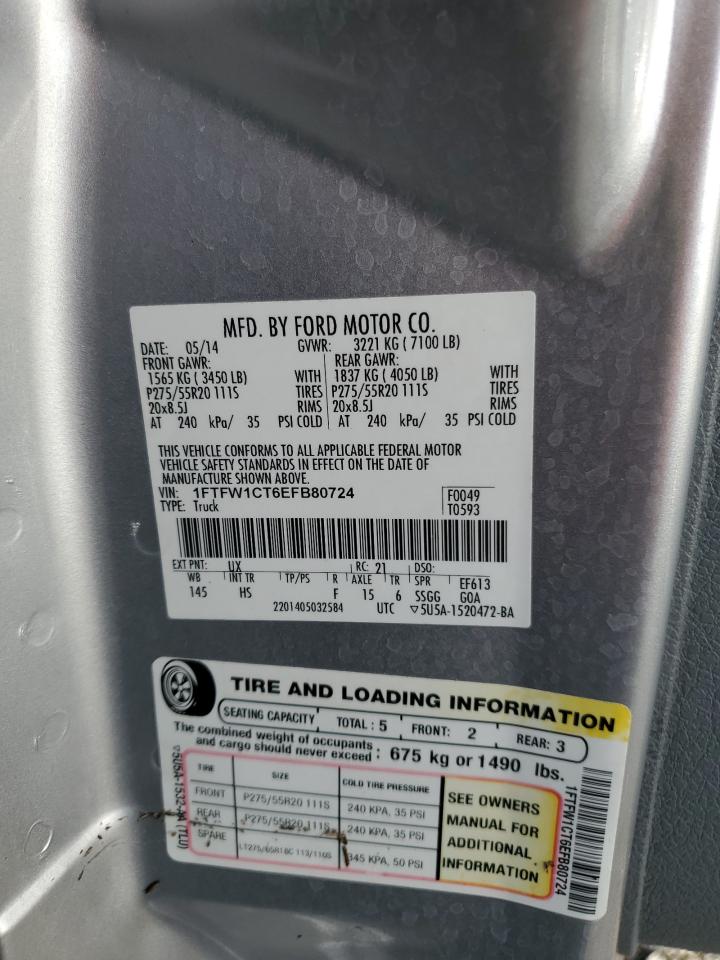 MFD. BY FORD MOTOR CO.
DATE: 05/14 GVWR: 3221 KG ( 7100 LB)
FRONT GAWR: REAR GAWR:
1565 KG ( 3450 LB) WITH 1837 KG ( 4050 LB) WITH
P275/55R20 111S TIRES P275/55R20 111S TIRES
20x8.5J RIMS 20x8.5J RIMS
AT 240 kPa/ 35 PSI COLD AT 240 kPa/ 35 PSI COLD
THIS VEHICLE CONFORMS TO ALL APPLICABLE FEDERAL MOTOR
VEHICLE SAFETY STANDARDS IN EFFECT ON THE DATE OF
MANUFACTURE SHOWN ABOVE.
VIN: 1FTFW1CT6EFB80724 F0049
TYPE: Truck T0593
EXT PNT: UX RC: 21 DSO:
WB INT TR TP/PS R AXLE TR SPR EF613
145 HS F 15 6 SSGG GOA
2201405032584 UTC ▽5U5A-1520472-BA
TIRE AND LOADING INFORMATION
SEATING CAPACITY TOTAL : 5 FRONT: 2 REAR: 3
The combined weight of occupants
and cargo should never exceed : 675 kg or 1490 lbs.
TIRE SIZE COLD TIRE PRESSURE
FRONT P275/55R20 111S 240 KPA, 35 PSI
REAR P275/55R20 111S 240 KPA, 35 PSI
SPARE 345 KPA, 50 PSI
SEE OWNERS
MANUAL FOR
ADDITIONAL
INFORMATION
1FTFW1CT6EFB80724